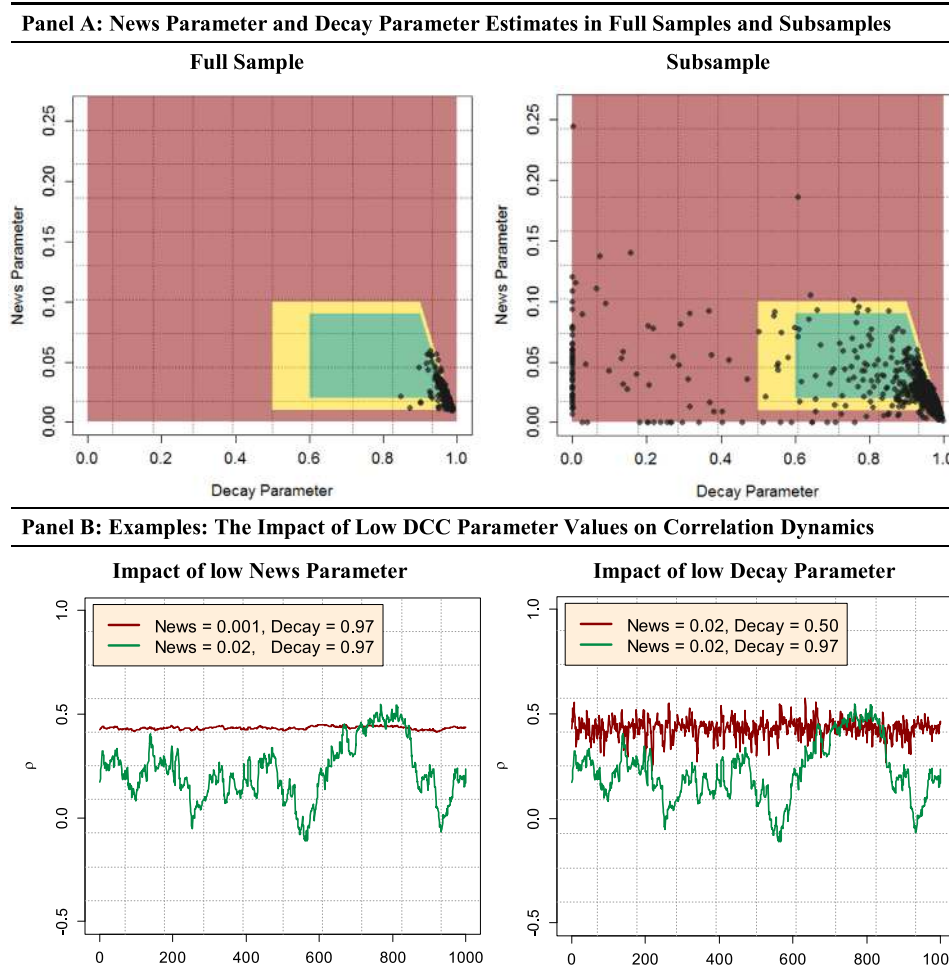 Panel A: News Parameter and Decay Parameter Estimates in Full Samples and Subsamples
Full Sample
Subsample
News Parameter
0.25
0.20
0.15
0.10
0.05
0.00
0.0 0.2 0.4 0.6 0.8 1.0
Decay Parameter
News Parameter
0.25
0.20
0.15
0.10
0.05
0.00
0.0 0.2 0.4 0.6 0.8 1.0
Decay Parameter
Panel B: Examples: The Impact of Low DCC Parameter Values on Correlation Dynamics
Impact of low News Parameter
Impact of low Decay Parameter
News = 0.001, Decay = 0.97
News = 0.02, Decay = 0.97
ρ
1.0
0.5
0.0
-0.5
0 200 400 600 800 1000
News = 0.02, Decay = 0.50
News = 0.02, Decay = 0.97
ρ
1.0
0.5
0.0
-0.5
0 200 400 600 800 1000